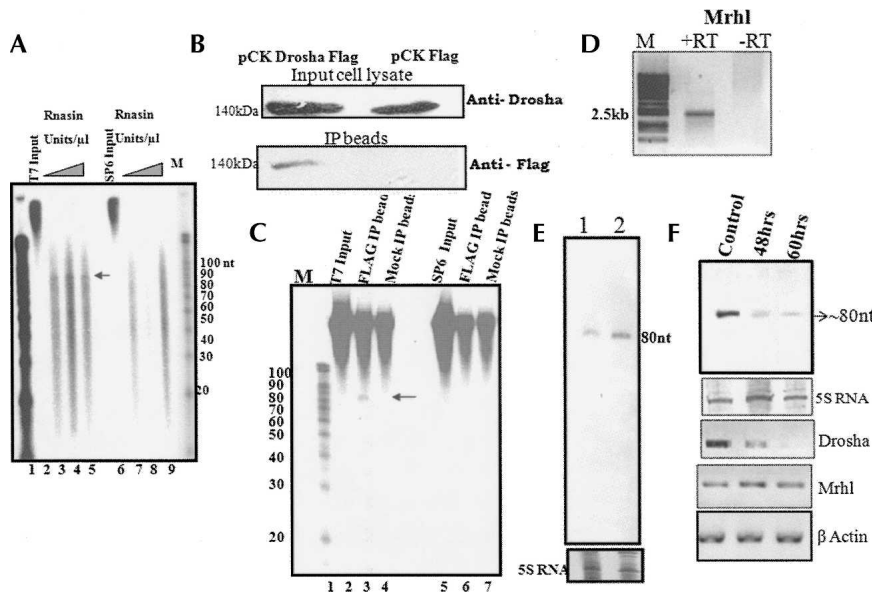 A
Rnasin
Units/µl
Rnasin
Units/µl
T7 Input
SP6 Input
M
100 nt
90
80
70
60
50
40
30
20
1 2 3 4 5 6 7 8 9
B
pCK Drosha Flag pCK Flag
Input cell lysate
140kDa
Anti-Drosha
IP beads
140kDa
Anti - Flag
C
M
T7 Input
FLAG IP bead
Mock IP beads
SP6 Input
FLAG IP bead
Mock IP beads
100
90
80
70
60
50
40
30
20
1 2 3 4 5 6 7
D
Mrhl
M +RT -RT
2.5kb
E
1 2
80nt
5S RNA
F
Control
48hrs
60hrs
~80nt
5S RNA
Drosha
Mrhl
β Actin